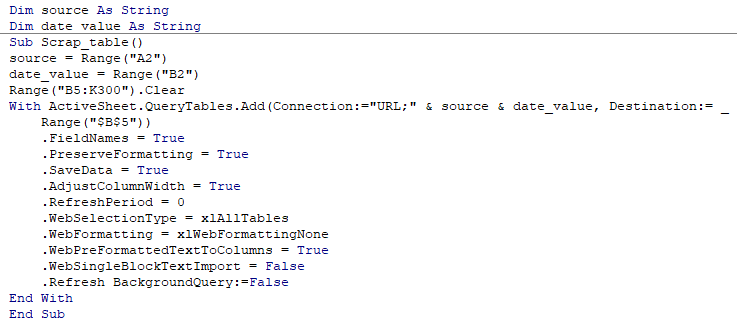 Dim source As String
Dim date_value As String
Sub Scrap_table()
source = Range("A2")
date_value = Range("B2")
Range("B5:K300").Clear
With ActiveSheet.QueryTables.Add(Connection:="URL;" & source & date_value, Destination:= _
    Range("$B$5"))
    .FieldNames = True
    .PreserveFormatting = True
    .SaveData = True
    .AdjustColumnWidth = True
    .RefreshPeriod = 0
    .WebSelectionType = xlAllTables
    .WebFormatting = xlWebFormattingNone
    .WebPreFormattedTextToColumns = True
    .WebSingleBlockTextImport = False
    .Refresh BackgroundQuery:=False
End With
End Sub